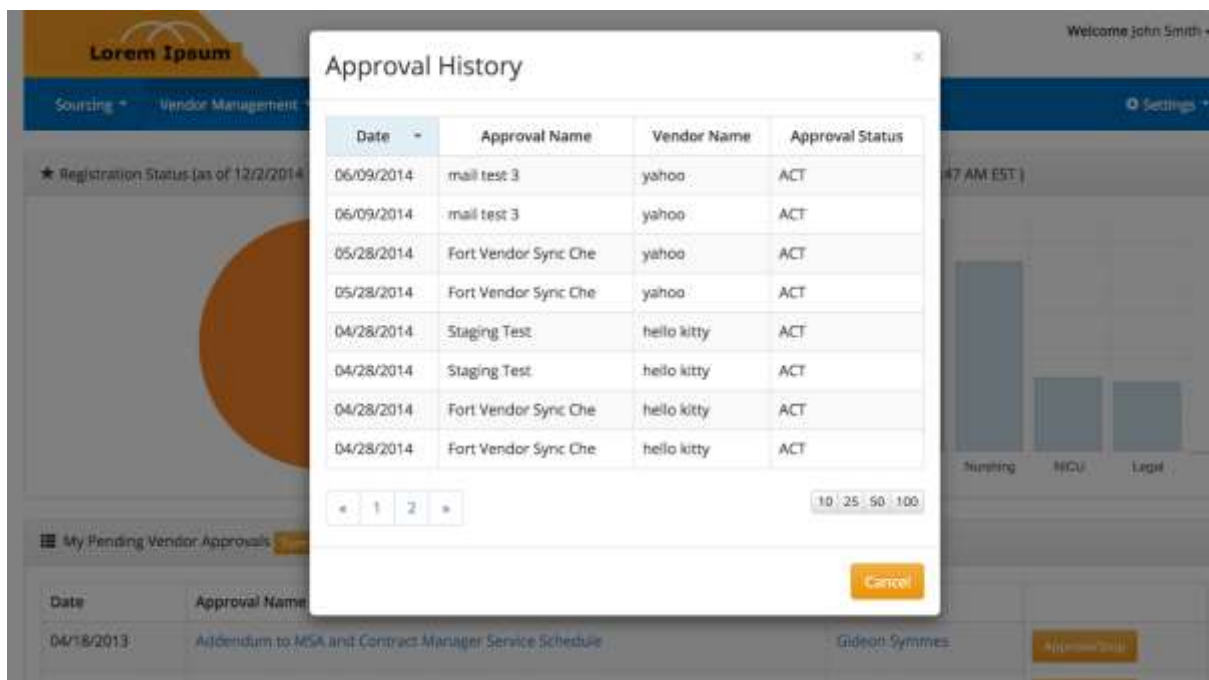 Lorem Ipsum
Welcome John Smith
Sourcing Vendor Management
Settings
Registration Status (as of 12/2/2014
47 AM EST )
Approval History
×
Date Approval Name Vendor Name Approval Status
06/09/2014 mail test 3 yahoo ACT
06/09/2014 mail test 3 yahoo ACT
05/28/2014 Fort Vendor Sync Che yahoo ACT
05/28/2014 Fort Vendor Sync Che yahoo ACT
04/28/2014 Staging Test hello kitty ACT
04/28/2014 Staging Test hello kitty ACT
04/28/2014 Fort Vendor Sync Che hello kitty ACT
04/28/2014 Fort Vendor Sync Che hello kitty ACT
« 1 2 »
10 25 50 100
Cancel
NICU Legal
My Pending Vendor Approvals
Date Approval Name
04/18/2013 Addendum to MSA and Contract Manager Service Schedule Gideon Symmes